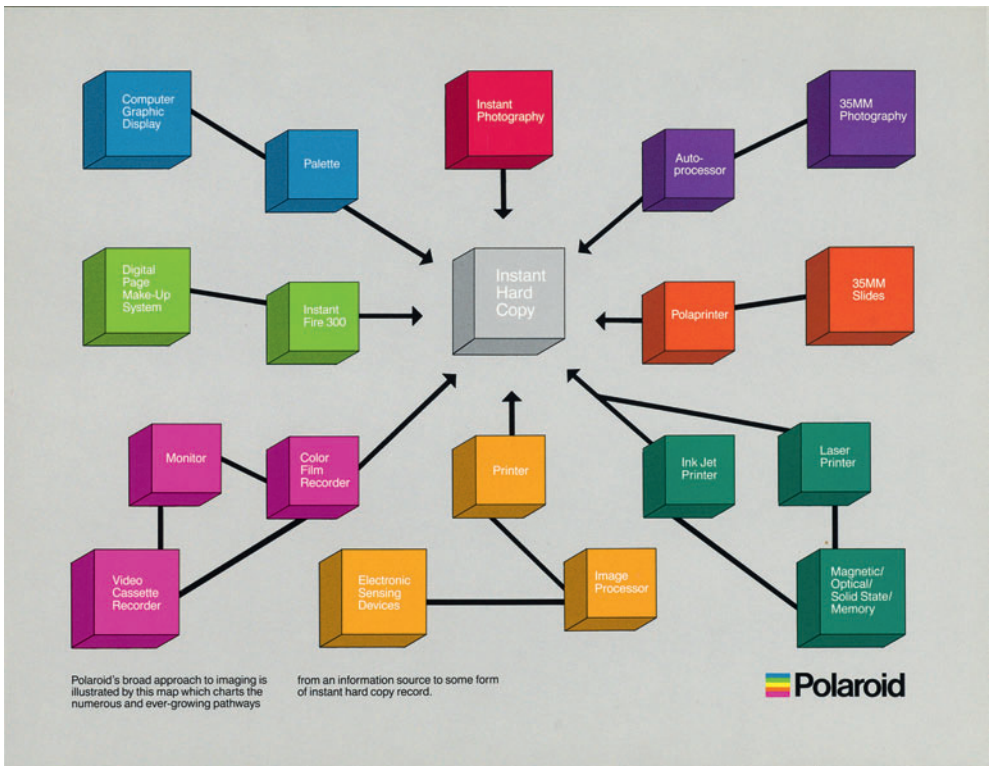 Computer
Graphic
Display
Palette
Instant
Photography
Auto-
processor
35MM
Photography
Digital
Page
Make-Up
System
Instant
Fire 300
Instant
Hard
Copy
Polaprinter
35MM
Slides
Monitor
Color
Film
Recorder
Printer
Ink Jet
Printer
Laser
Printer
Video
Cassette
Recorder
Electronic
Sensing
Devices
Image
Processor
Magnetic/
Optical/
Solid State/
Memory
Polaroid's broad approach to imaging is
illustrated by this map which charts the
numerous and ever-growing pathways
from an information source to some form
of instant hard copy record.
Polaroid